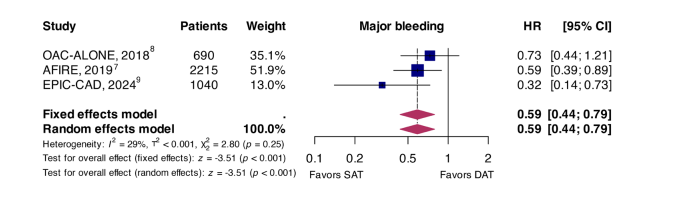 Study Patients Weight Major bleeding HR [95% CI]
OAC-ALONE, 2018⁸ 690 35.1% 0.73 [0.44; 1.21]
AFIRE, 2019⁷ 2215 51.9% 0.59 [0.39; 0.89]
EPIC-CAD, 2024⁹ 1040 13.0% 0.32 [0.14; 0.73]
Fixed effects model . 0.59 [0.44; 0.79]
Random effects model 100.0% 0.59 [0.44; 0.79]
Heterogeneity: I² = 29%, τ² < 0.001, χ²₂ = 2.80 (p = 0.25)
Test for overall effect (fixed effects): z = -3.51 (p < 0.001)
Test for overall effect (random effects): z = -3.51 (p < 0.001)
0.1 0.2 0.5 1 2
Favors SAT Favors DAT